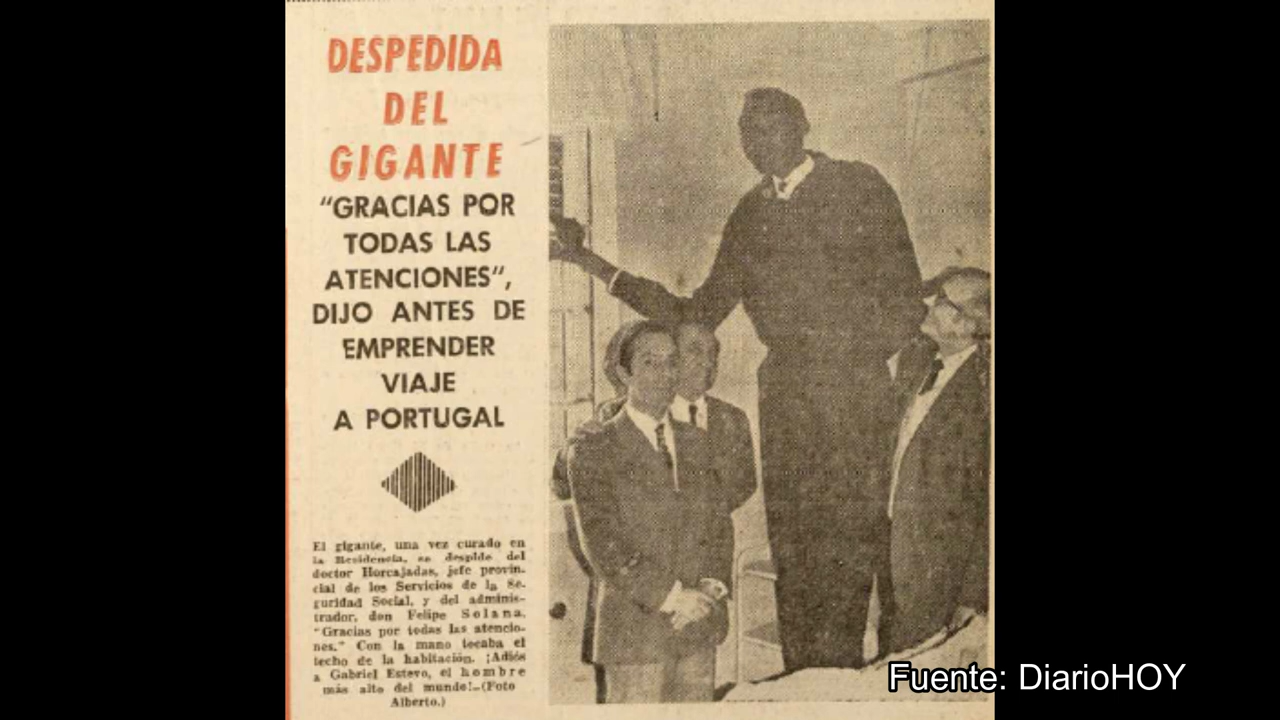 DESPEDIDA
DEL
GIGANTE
“GRACIAS POR
TODAS LAS
ATENCIONES“,
DIJO ANTES DE
EMPRENDER
VIAJE
A PORTUGAL
El gigante, una vez curado en
la Residencia, se despide del
doctor Horcajadas, jefe provin-
cial de los Servicios de la Se-
guridad Social, y del adminis-
trador, don Felipe Solana.
"Gracias por todas las atencio-
nes." Con la mano tocaba el
techo de la habitación. ¡Adiós
a Gabriel Estevo, el hombre
más alto del mundo!—(Foto
Alberto.)
Fuente: DiarioHOY